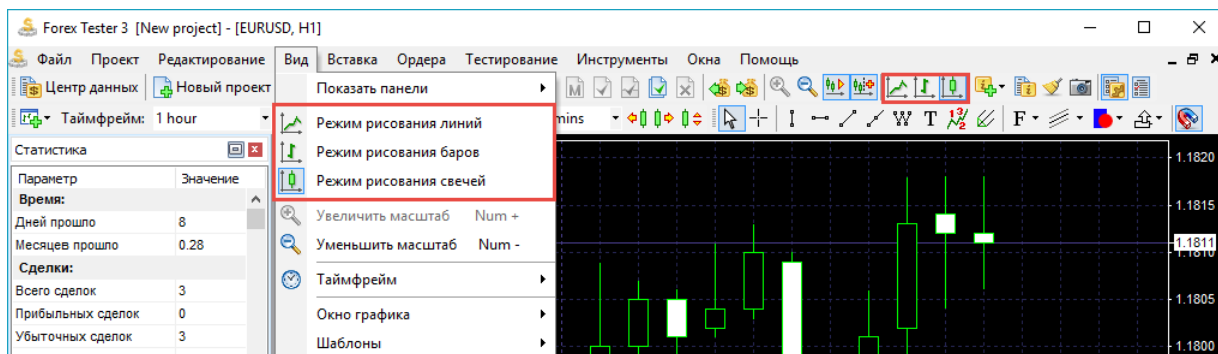 Forex Tester 3 [New project] - [EURUSD, H1]
Файл Проект Редактирование Вид Вставка Ордера Тестирование Инструменты Окна Помощь
Центр данных Новый проект
Таймфрейм: 1 hour
mins
Показать панели
Режим рисования линий
Режим рисования баров
Режим рисования свечей
Увеличить масштаб Num +
Уменьшить масштаб Num -
Таймфрейм
Окно графика
Шаблоны
Статистика
Параметр Значение
Время:
Дней прошло 8
Месяцев прошло 0.28
Сделки:
Всего сделок 3
Прибыльных сделок 0
Убыточных сделок 3
1.1820
1.1815
1.1811
1.1810
1.1805
1.1800